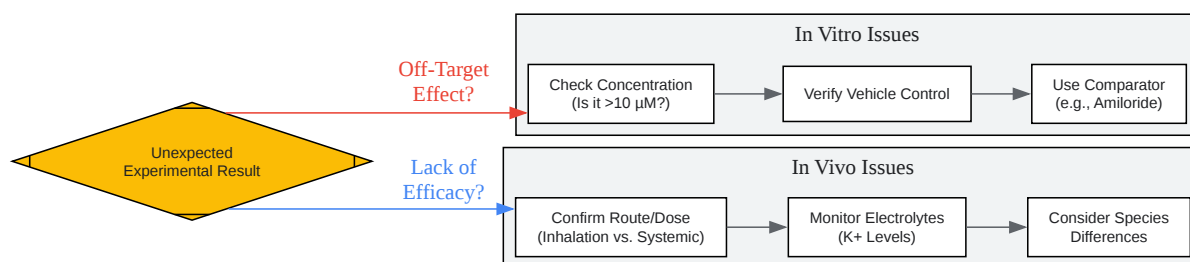 In Vitro Issues
Off-Target
Effect?
Check Concentration
(Is it >10 µM?)
Verify Vehicle Control
Use Comparator
(e.g., Amiloride)
Unexpected
Experimental Result
Lack of
Efficacy?
In Vivo Issues
Confirm Route/Dose
(Inhalation vs. Systemic)
Monitor Electrolytes
(K+ Levels)
Consider Species
Differences